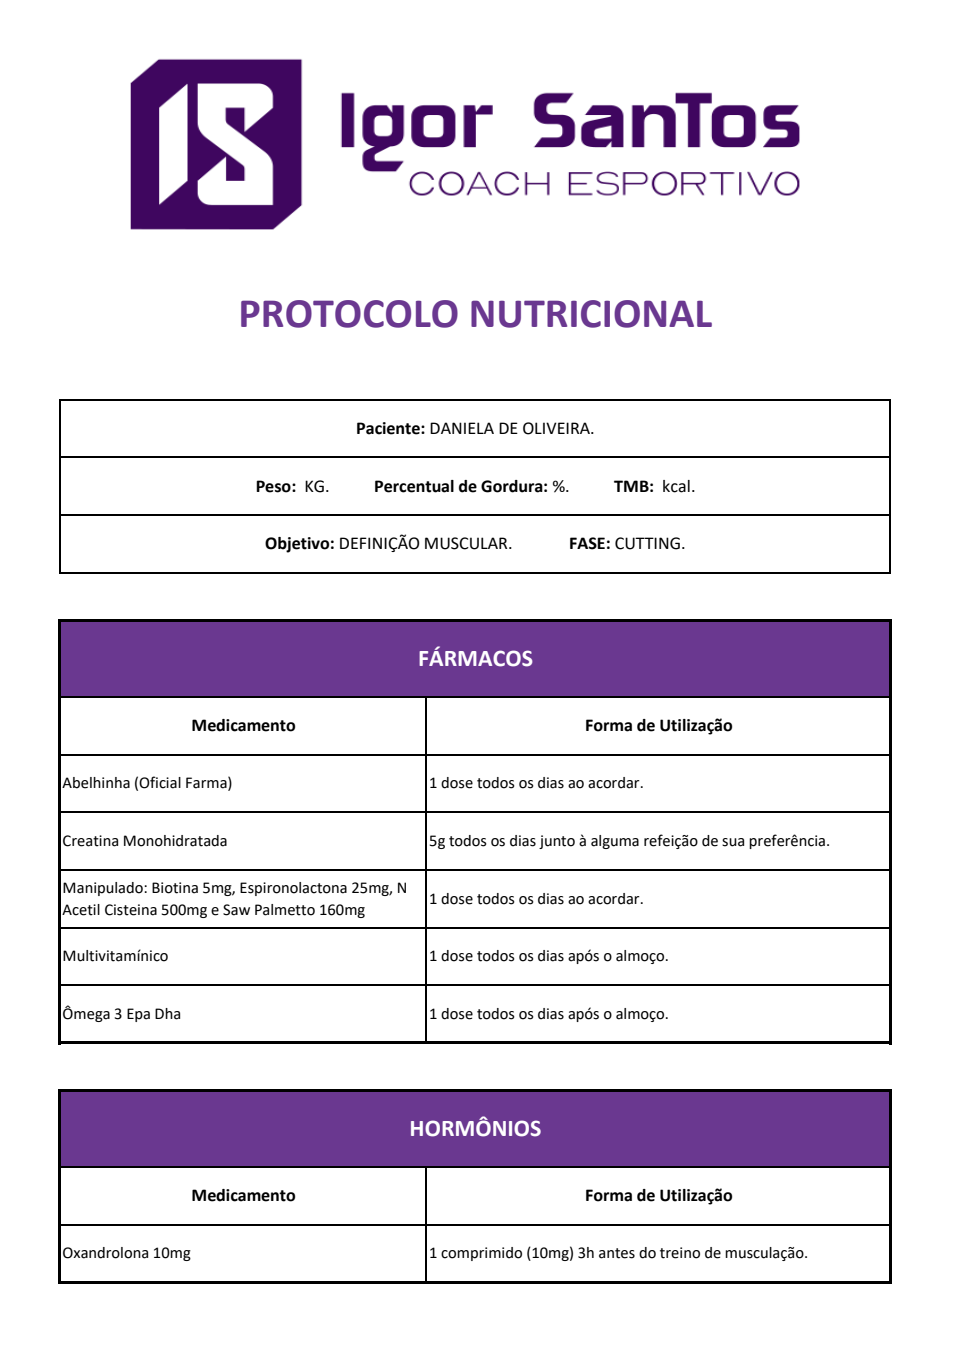 IS Igor SanTos
COACH ESPORTIVO
PROTOCOLO NUTRICIONAL
Paciente: DANIELA DE OLIVEIRA.
Peso: KG. Percentual de Gordura: %. TMB: kcal.
Objetivo: DEFINIÇÃO MUSCULAR. FASE: CUTTING.
FÁRMACOS
Medicamento Forma de Utilização
Abelhinha (Oficial Farma) 1 dose todos os dias ao acordar.
Creatina Monohidratada 5g todos os dias junto à alguma refeição de sua preferência.
Manipulado: Biotina 5mg, Espironolactona 25mg, N
Acetil Cisteina 500mg e Saw Palmetto 160mg 1 dose todos os dias ao acordar.
Multivitamínico 1 dose todos os dias após o almoço.
Ômega 3 Epa Dha 1 dose todos os dias após o almoço.
HORMÔNIOS
Medicamento Forma de Utilização
Oxandrolona 10mg 1 comprimido (10mg) 3h antes do treino de musculação.